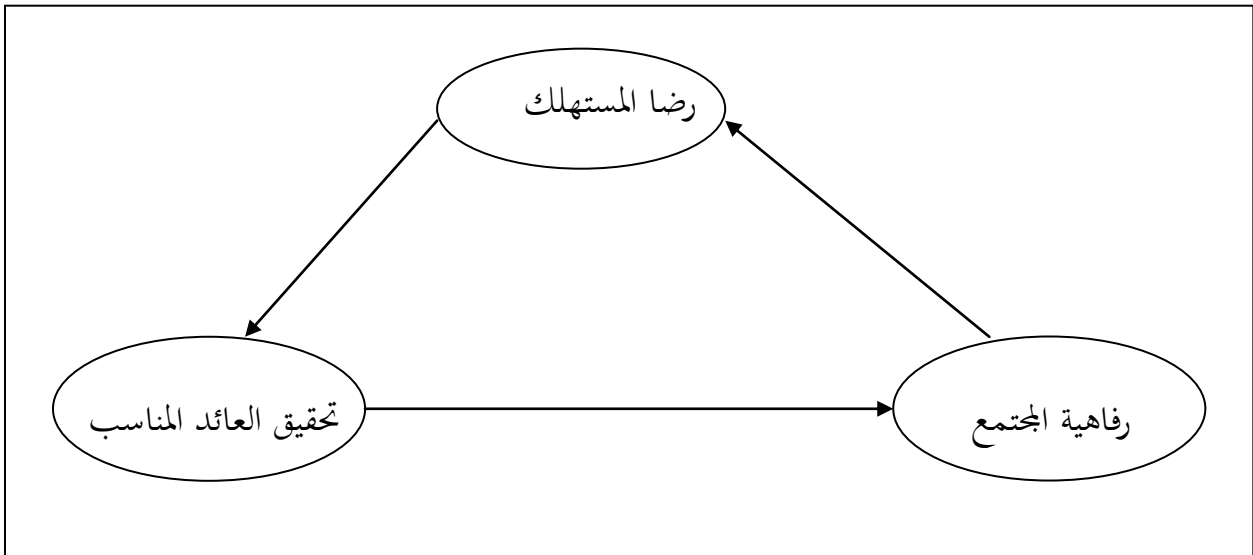 رضا المستهلك
رفاهية المجتمع
تحقيق العائد المناسب